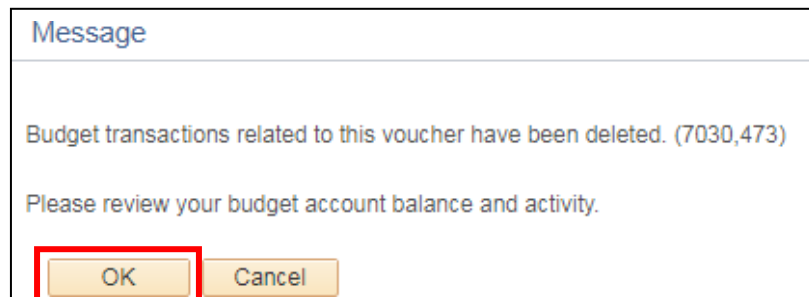 Message
Budget transactions related to this voucher have been deleted. (7030,473)
Please review your budget account balance and activity.
OK Cancel